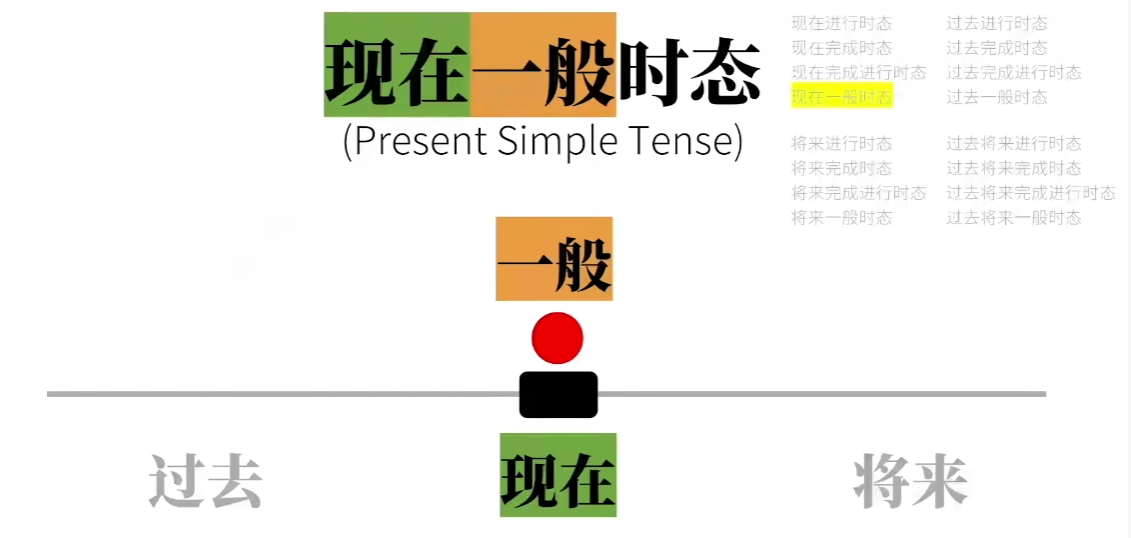 现在一般时态
(Present Simple Tense)
现在进行时态
现在完成时态
现在完成进行时态
现在一般时态
过去进行时态
过去完成时态
过去完成进行时态
过去一般时态
将来进行时态
将来完成时态
将来完成进行时态
将来一般时态
过去将来进行时态
过去将来完成时态
过去将来完成进行时态
过去将来一般时态
一般
过去
现在
将来